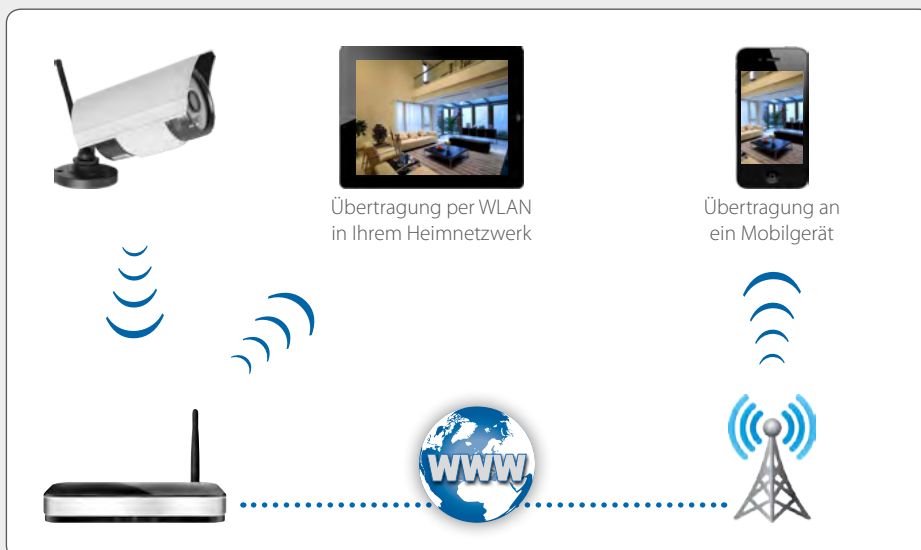 Übertragung per WLAN
in Ihrem Heimnetzwerk
Übertragung an
ein Mobilgerät
WWW